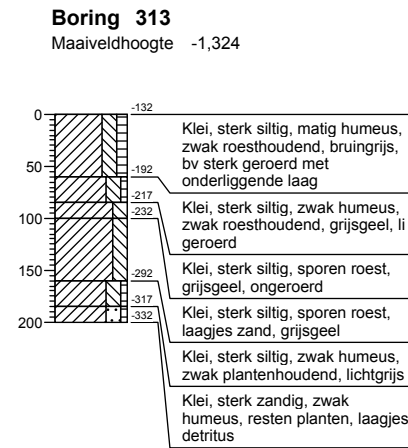 Boring 313
Maaiveldhoogte -1,324
0
50
100
150
200
-132
-192
-217
-232
-292
-317
-332
Klei, sterk siltig, matig humeus,
zwak roesthoudend, bruingrijs,
bv sterk geroerd met
onderliggende laag
Klei, sterk siltig, zwak humeus,
zwak roesthoudend, grijsgeel, li
geroerd
Klei, sterk siltig, sporen roest,
grijsgeel, ongeroerd
Klei, sterk siltig, sporen roest,
laagjes zand, grijsgeel
Klei, sterk siltig, zwak humeus,
zwak plantenhoudend, lichtgrijs
Klei, sterk zandig, zwak
humeus, resten planten, laagjes
detritus